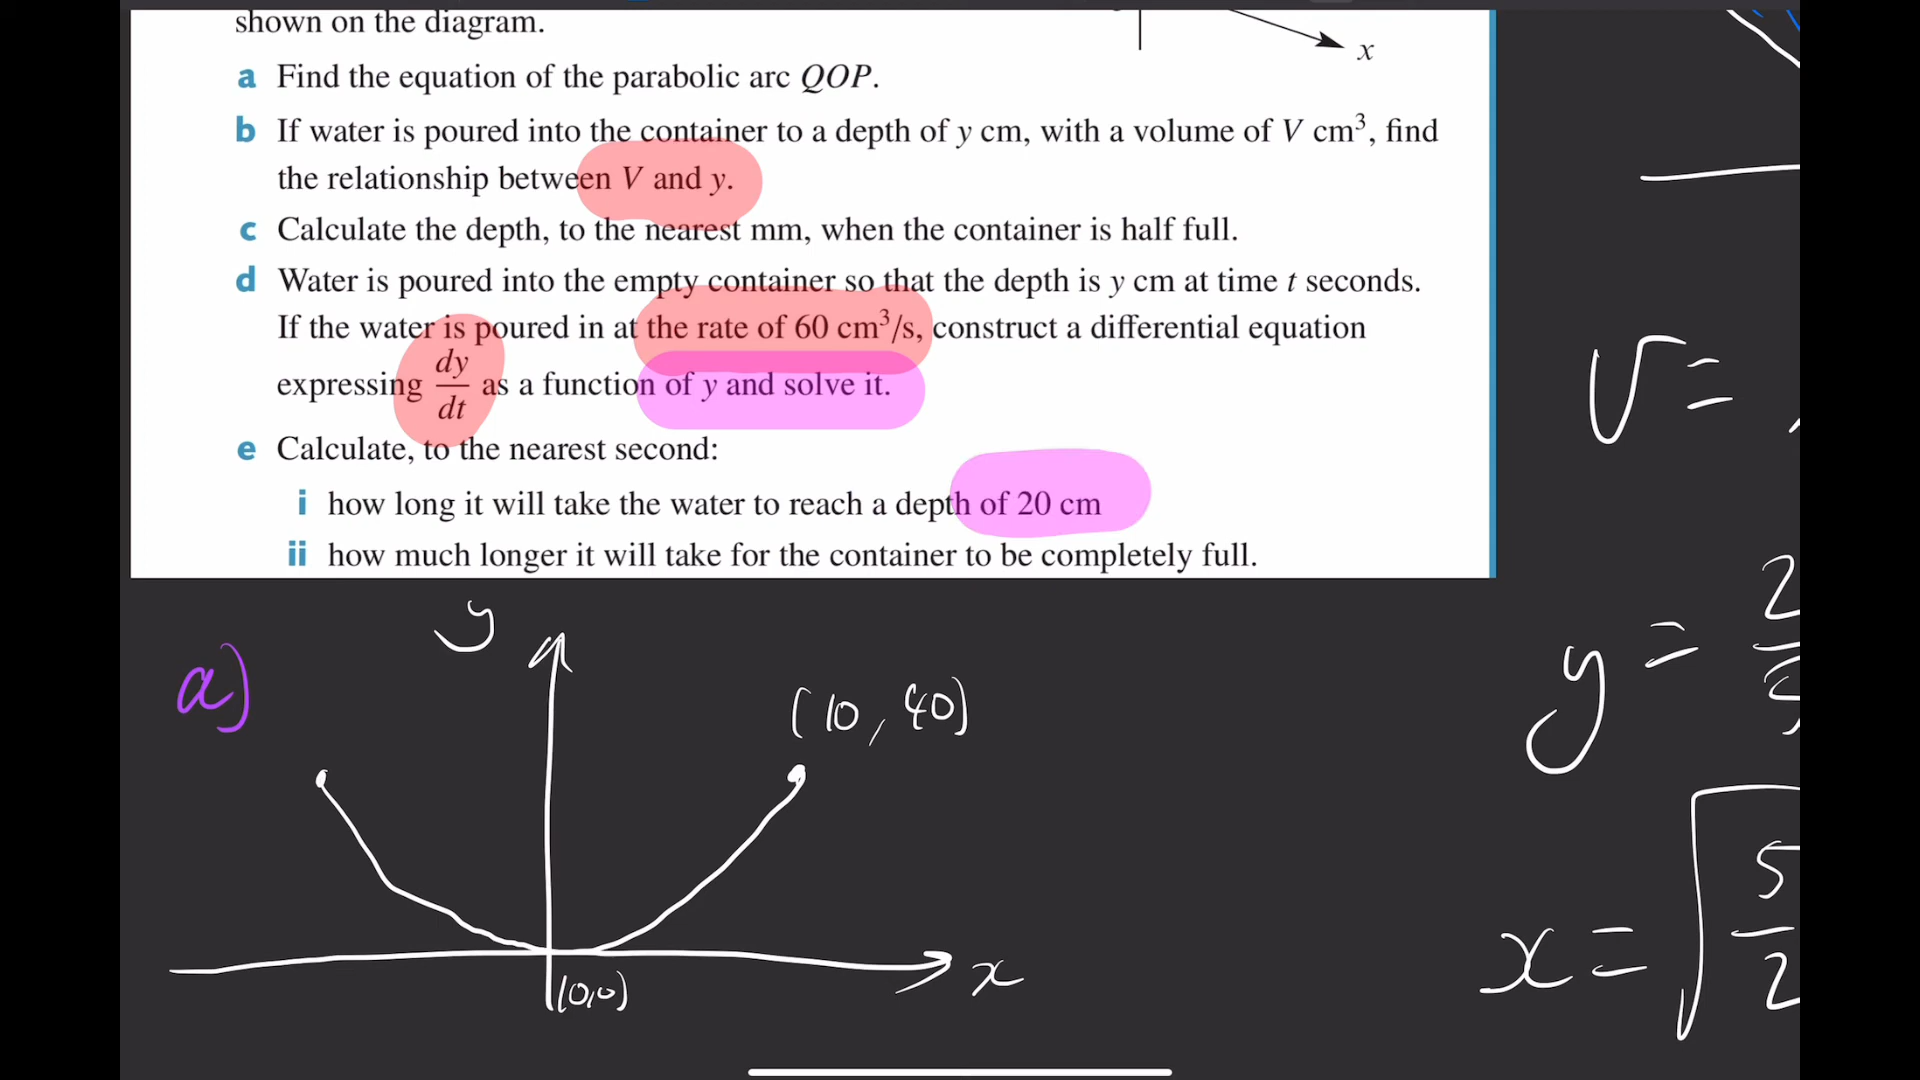 shown on the diagram.
x
a Find the equation of the parabolic arc QOP.
b If water is poured into the container to a depth of y cm, with a volume of V cm³, find
the relationship between V and y.
c Calculate the depth, to the nearest mm, when the container is half full.
d Water is poured into the empty container so that the depth is y cm at time t seconds.
If the water is poured in at the rate of 60 cm³/s, construct a differential equation
expressing dy/dt as a function of y and solve it.
e Calculate, to the nearest second:
i how long it will take the water to reach a depth of 20 cm
ii how much longer it will take for the container to be completely full.
a)
y
(10, 40)
(0,0)
x
V=
y = 2/5
x = √5/2